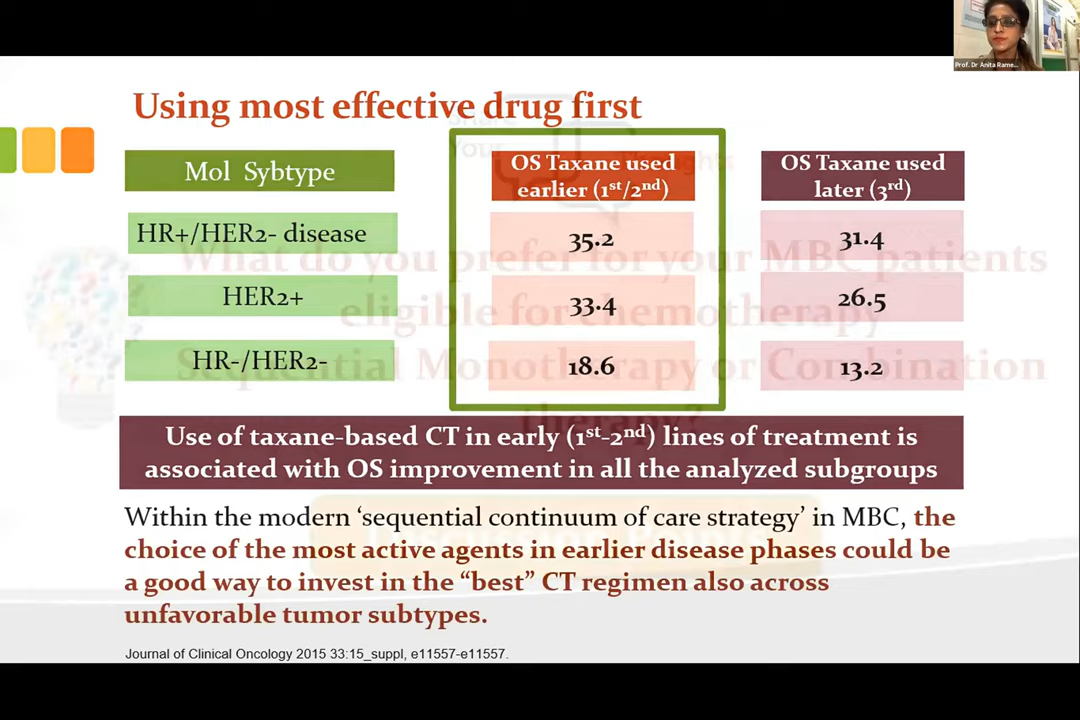 Prof. Dr Anita Rame...
Using most effective drug first
Share
Your
Thoughts
Mol Sybtype
OS Taxane used
earlier (1st/2nd)
OS Taxane used
later (3rd)
HR+/HER2- disease
35.2
31.4
What do you prefer for your MBC patients
HER2+
33.4
26.5
eligible for chemotherapy
HR-/HER2-
18.6
13.2
Sequential Monotherapy or Combination
therapy?
Use of taxane-based CT in early (1st-2nd) lines of treatment is
associated with OS improvement in all the analyzed subgroups
Within the modern ‘sequential continuum of care strategy’ in MBC, the
choice of the most active agents in earlier disease phases could be
a good way to invest in the “best” CT regimen also across
unfavorable tumor subtypes.
Journal of Clinical Oncology 2015 33:15_suppl, e11557-e11557.